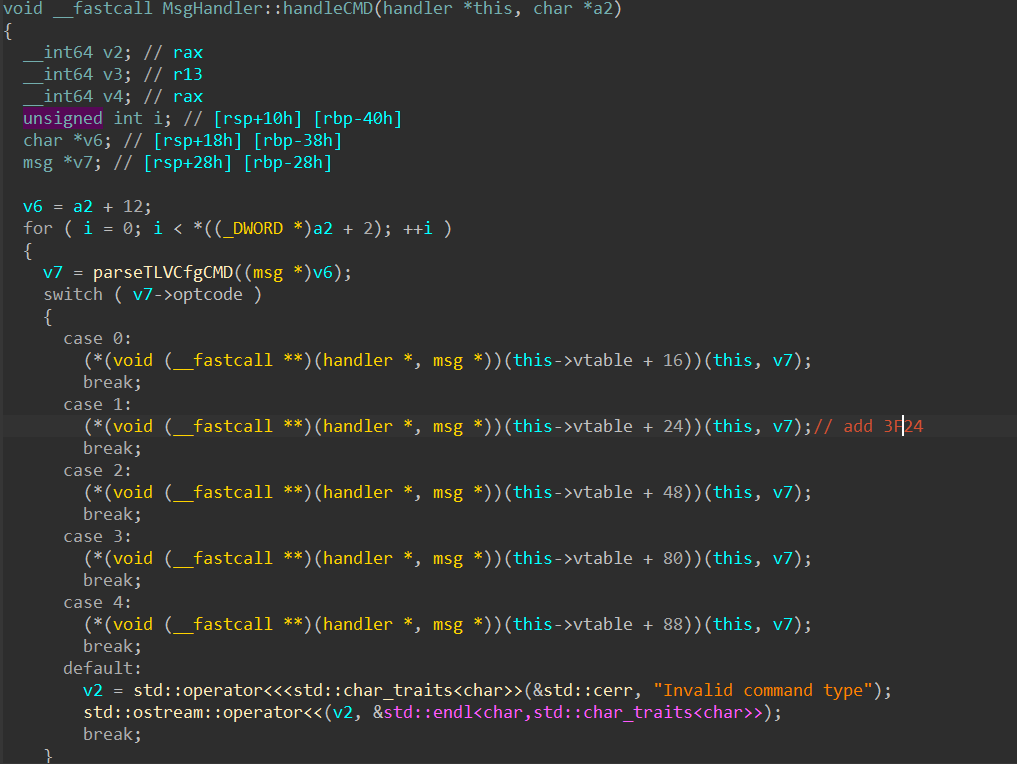 void __fastcall MsgHandler::handleCMD(handler *this, char *a2)
{
__int64 v2; // rax
__int64 v3; // r13
__int64 v4; // rax
unsigned int i; // [rsp+10h] [rbp-40h]
char *v6; // [rsp+18h] [rbp-38h]
msg *v7; // [rsp+28h] [rbp-28h]
v6 = a2 + 12;
for ( i = 0; i < *((_DWORD *)a2 + 2); ++i )
{
v7 = parseTLVCfgCMD((msg *)v6);
switch ( v7->optcode )
{
case 0:
(*(void (__fastcall **)(handler *, msg *))(this->vtable + 16))(this, v7);
break;
case 1:
(*(void (__fastcall **)(handler *, msg *))(this->vtable + 24))(this, v7);// add 3F24
break;
case 2:
(*(void (__fastcall **)(handler *, msg *))(this->vtable + 48))(this, v7);
break;
case 3:
(*(void (__fastcall **)(handler *, msg *))(this->vtable + 80))(this, v7);
break;
case 4:
(*(void (__fastcall **)(handler *, msg *))(this->vtable + 88))(this, v7);
break;
default:
v2 = std::operator<<<std::char_traits<char>>(&std::cerr, "Invalid command type");
std::ostream::operator<<(v2, &std::endl<char,std::char_traits<char>>);
break;
}